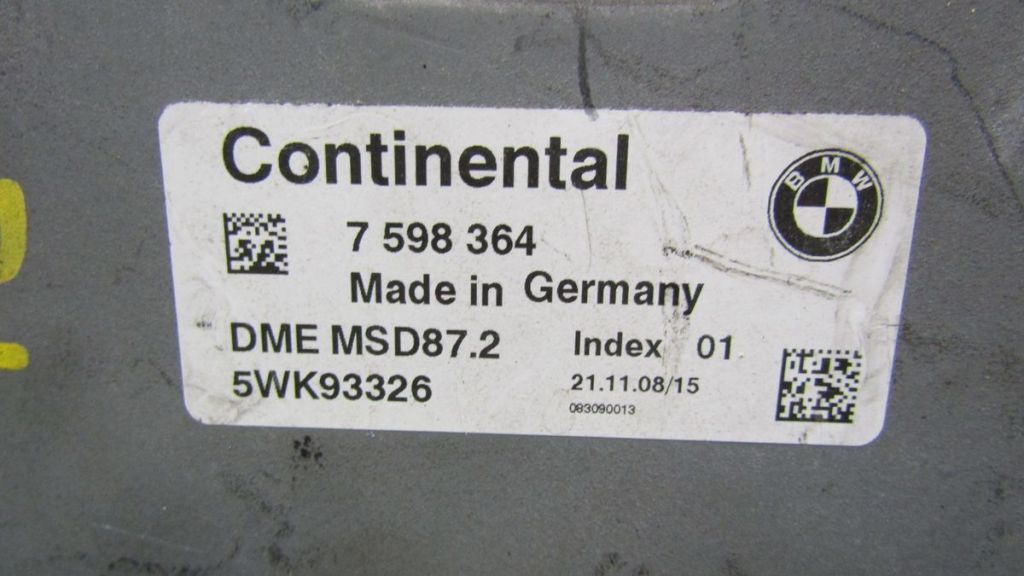 Continental
BMW
7 598 364
Made in Germany
DME MSD87.2 Index 01
5WK93326 21.11.08/15
083090013